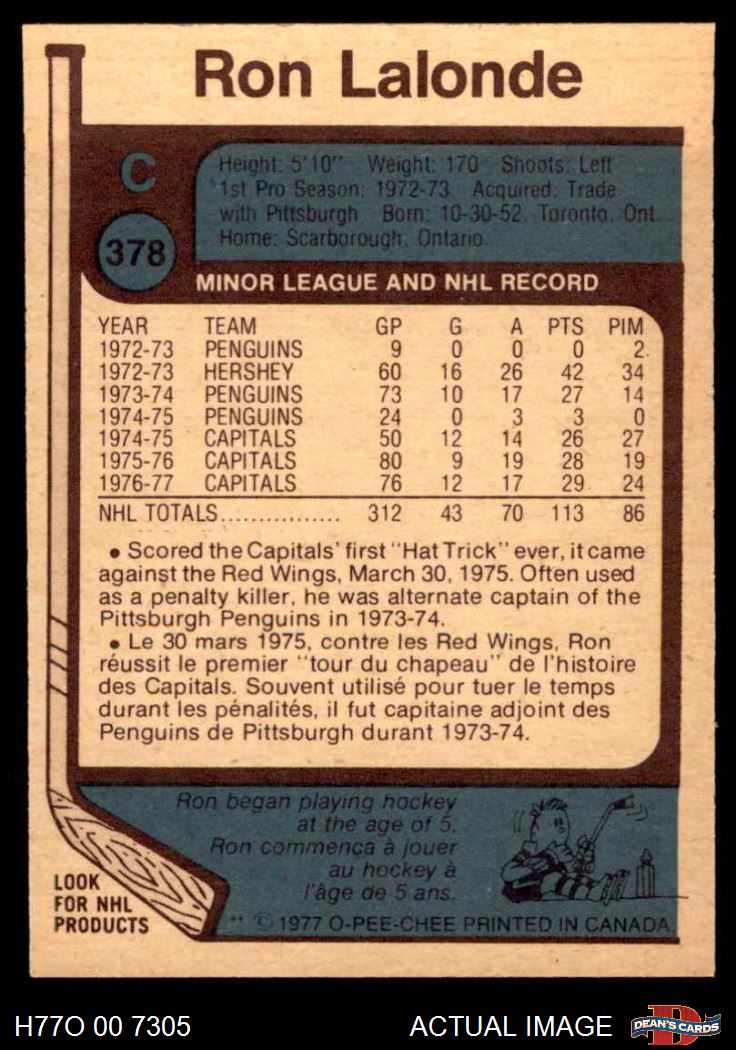 Ron Lalonde
C
378
Height: 5'10" Weight: 170 Shoots: Left
1st Pro Season: 1972-73 Acquired: Trade
with Pittsburgh Born: 10-30-52, Toronto, Ont.
Home: Scarborough, Ontario
MINOR LEAGUE AND NHL RECORD
YEAR TEAM GP G A PTS PIM
1972-73 PENGUINS 9 0 0 0 2
1972-73 HERSHEY 60 16 26 42 34
1973-74 PENGUINS 73 10 17 27 14
1974-75 PENGUINS 24 0 3 3 0
1974-75 CAPITALS 50 12 14 26 27
1975-76 CAPITALS 80 9 19 28 19
1976-77 CAPITALS 76 12 17 29 24
NHL TOTALS............... 312 43 70 113 86
• Scored the Capitals' first "Hat Trick" ever, it came
against the Red Wings, March 30, 1975. Often used
as a penalty killer, he was alternate captain of the
Pittsburgh Penguins in 1973-74.
• Le 30 mars 1975, contre les Red Wings, Ron
réussit le premier "tour du chapeau" de l'histoire
des Capitals. Souvent utilisé pour tuer le temps
durant les pénalités, il fut capitaine adjoint des
Penguins de Pittsburgh durant 1973-74.
Ron began playing hockey
at the age of 5.
Ron commença à jouer
au hockey à
l'âge de 5 ans.
LOOK
FOR NHL
PRODUCTS
** © 1977 O-PEE-CHEE PRINTED IN CANADA
H77O 00 7305
ACTUAL IMAGE
DEAN'S CARDS